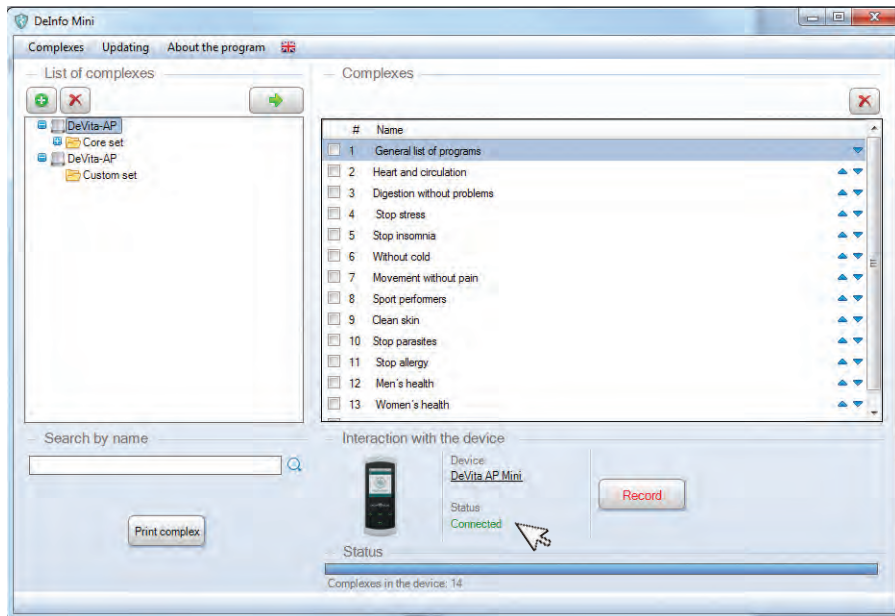 DeInfo Mini
Complexes Updating About the program
List of complexes
DeVita-AP
Core set
DeVita-AP
Custom set
Search by name
Print complex
Complexes
# Name
1 General list of programs
2 Heart and circulation
3 Digestion without problems
4 Stop stress
5 Stop insomnia
6 Without cold
7 Movement without pain
8 Sport performers
9 Clean skin
10 Stop parasites
11 Stop allergy
12 Men´s health
13 Women´s health
Interaction with the device
Device
DeVita AP Mini
Status
Connected
Record
Status
Complexes in the device: 14